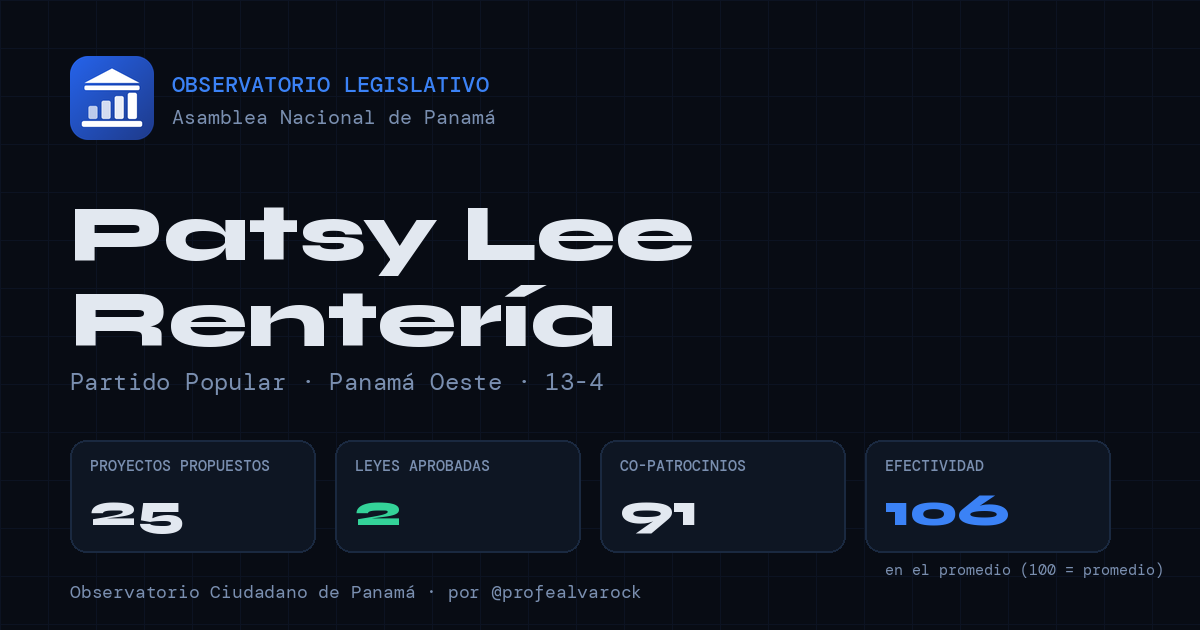 OBSERVATORIO LEGISLATIVO
Asamblea Nacional de Panamá
Patsy Lee
Rentería
Partido Popular · Panamá Oeste · 13-4
PROYECTOS PROPUESTOS
25
LEYES APROBADAS
2
CO-PATROCINIOS
91
EFECTIVIDAD
106
en el promedio (100 = promedio)
Observatorio Ciudadano de Panamá · por @profealvarock